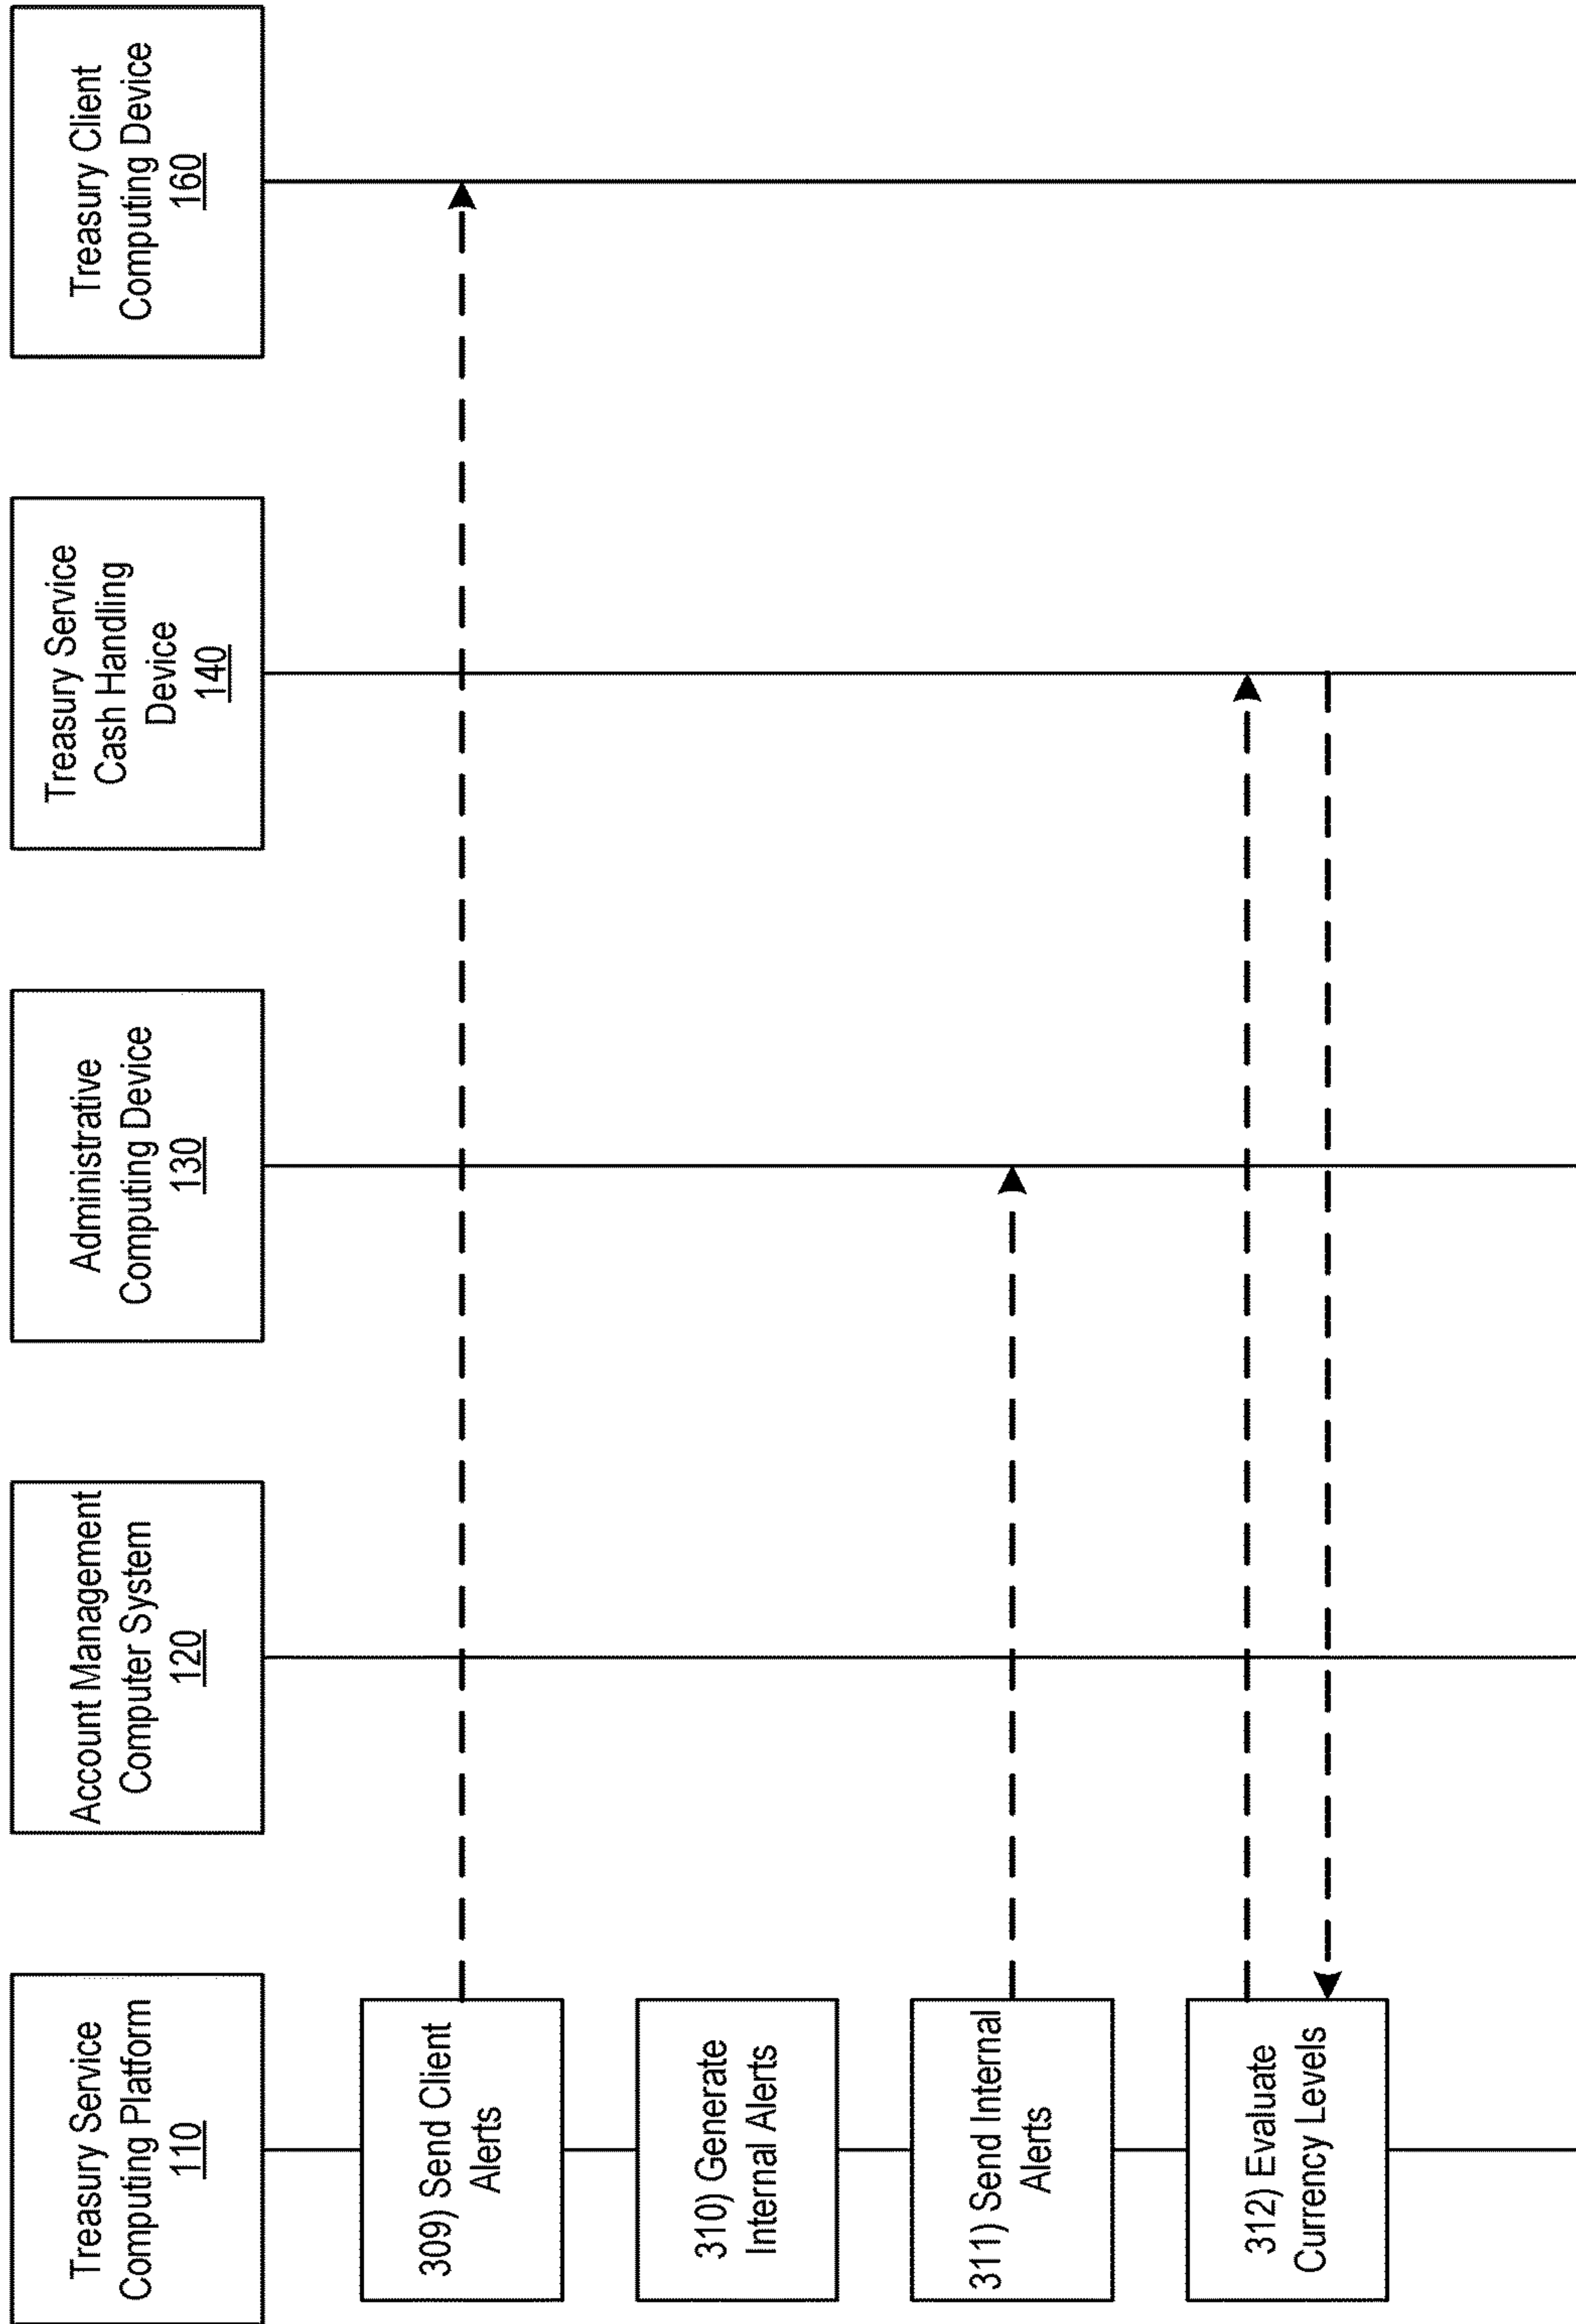 Treasury Service
Computing Platform
110
Account Management
Computer System
120
Administrative
Computing Device
130
Treasury Service
Cash Handling
Device
140
Treasury Client
Computing Device
160
309) Send Client
Alerts
310) Generate
Internal Alerts
311) Send Internal
Alerts
312) Evaluate
Currency Levels